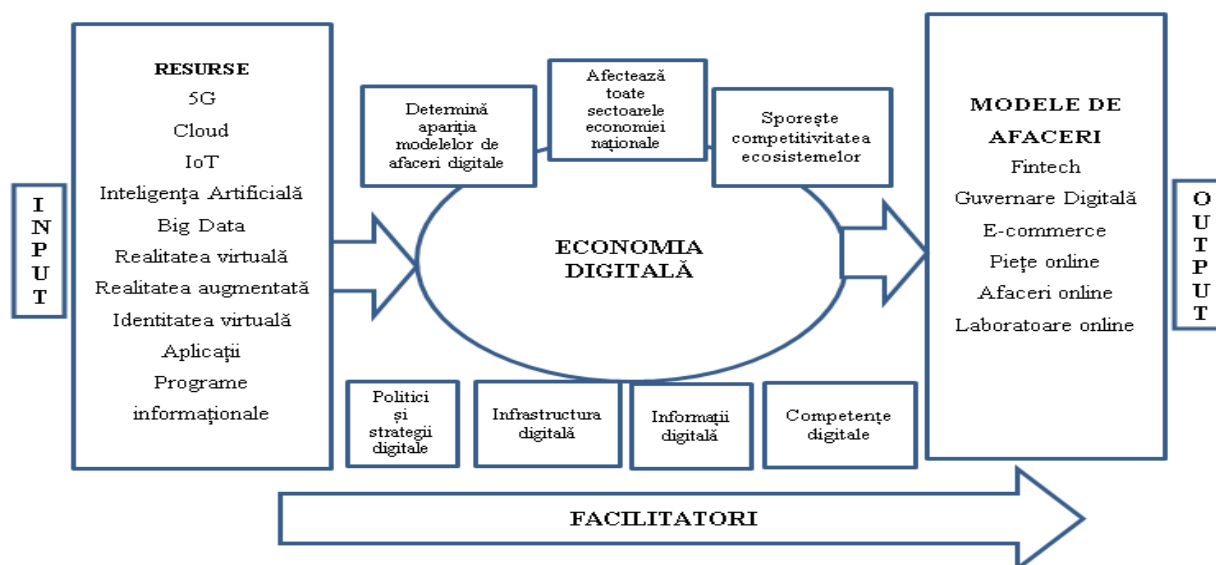 INPUT
RESURSE
5G
Cloud
IoT
Inteligența Artificială
Big Data
Realitatea virtuală
Realitatea augmentată
Identitatea virtuală
Aplicații
Programe
informaționale
Determină
apariția
modelelor de
afaceri digitale
Afectează
toate
sectoarele
economiei
naționale
Sporește
competitivitatea
ecosistemelor
ECONOMIA
DIGITALĂ
Politici
și
strategii
digitale
Infrastructura
digitală
Informații
digitală
Competențe
digitale
MODELE DE
AFACERI
Fintech
Guvernare Digitală
E-commerce
Piețe online
Afaceri online
Laboratoare online
OUTPUT
FACILITATORI